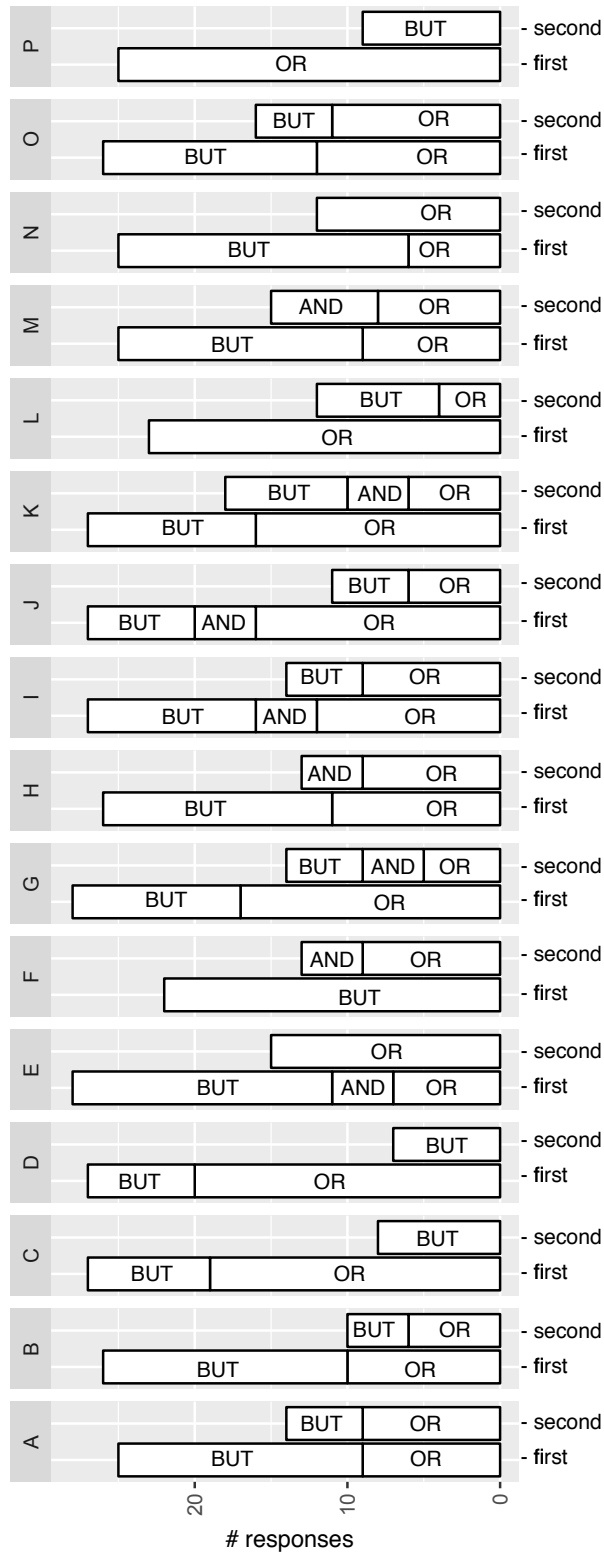 P
BUT - second
OR - first
O
BUT OR - second
BUT OR - first
N
OR - second
BUT OR - first
M
AND OR - second
BUT OR - first
L
BUT OR - second
OR - first
K
BUT AND OR - second
BUT OR - first
J
BUT OR - second
BUT AND OR - first
I
BUT OR - second
BUT AND OR - first
H
AND OR - second
BUT OR - first
G
BUT AND OR - second
BUT OR - first
F
AND OR - second
BUT - first
E
OR - second
BUT AND OR - first
D
BUT - second
BUT OR - first
C
BUT - second
BUT OR - first
B
BUT OR - second
BUT OR - first
A
BUT OR - second
BUT OR - first
20 10 0
# responses